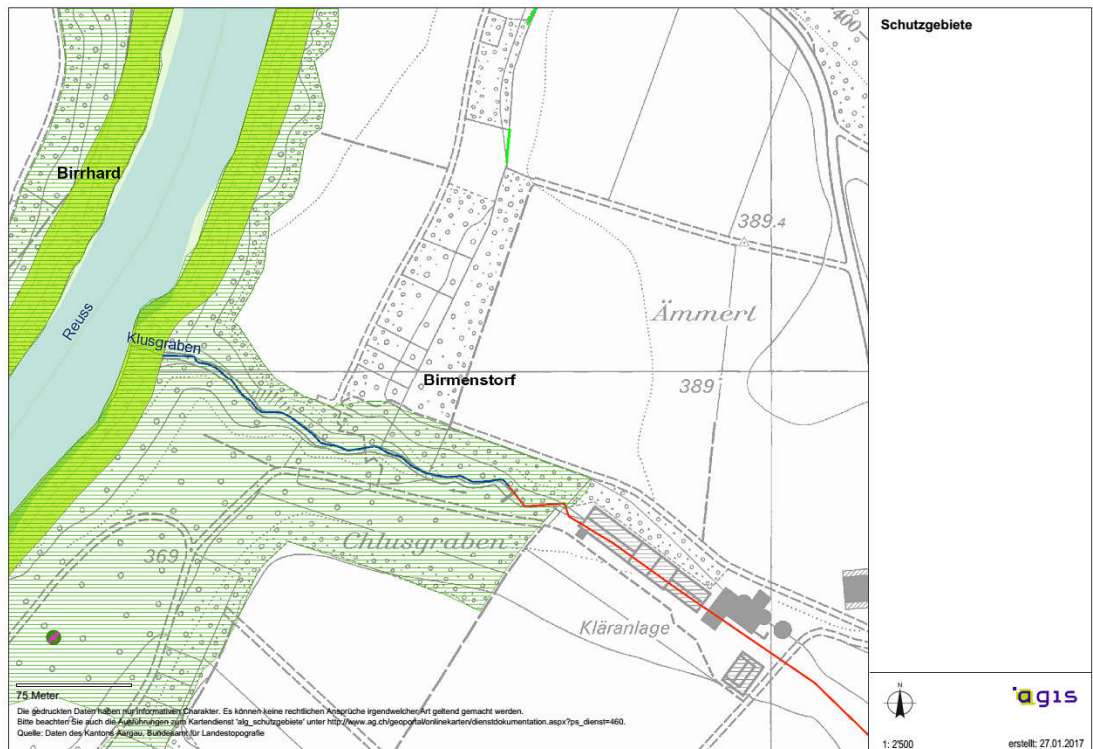 Schutzgebiete
400
Birrhard
389.4
Ämmerl
Reuss
Klusgraben
Birmenstorf
389
Chlusgraben
369
Kläranlage
75 Meter
Die gedruckten Daten haben nur informativen Charakter. Es können keine rechtlichen Ansprüche irgendwelcher Art geltend gemacht werden.
Bitte beachten Sie auch die Ausführungen zum Kartendienst 'alg_schutzgebiete' unter http://www.ag.ch/geoportal/onlinekarten/dienstdokumentation.aspx?ps_dienst=460.
Quelle: Daten des Kantons Aargau, Bundesamt für Landestopografie
N
agis
1: 2'500
erstellt: 27.01.2017